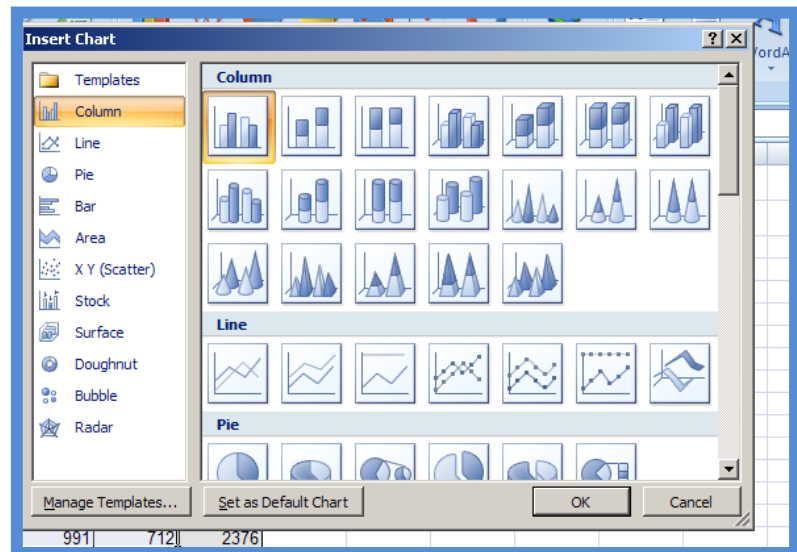 WordA
Insert Chart
Templates
Column
Line
Pie
Bar
Area
X Y (Scatter)
Stock
Surface
Doughnut
Bubble
Radar
Column
Line
Pie
Manage Templates...
Set as Default Chart
OK
Cancel
991 712 2376